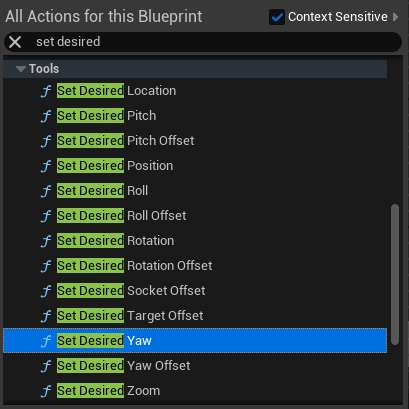 All Actions for this Blueprint Context Sensitive
set desired
Tools
Set Desired Location
Set Desired Pitch
Set Desired Pitch Offset
Set Desired Position
Set Desired Roll
Set Desired Roll Offset
Set Desired Rotation
Set Desired Rotation Offset
Set Desired Socket Offset
Set Desired Target Offset
Set Desired Yaw
Set Desired Yaw Offset
Set Desired Zoom